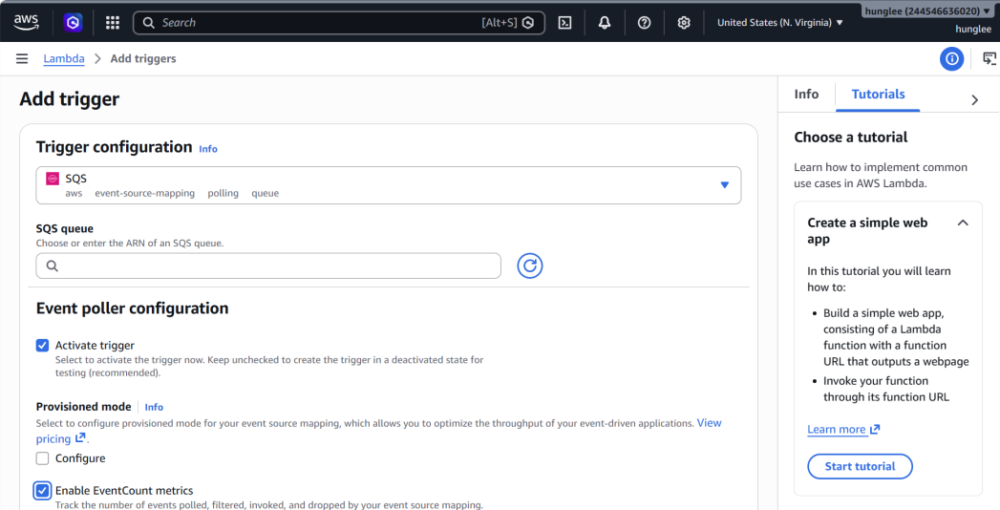 aws
Search
[Alt+S]
United States (N. Virginia)
hunglee (244546636020)
hunglee
Lambda
Add triggers
Add trigger
Trigger configuration Info
SQS
aws event-source-mapping polling queue
SQS queue
Choose or enter the ARN of an SQS queue.
Event poller configuration
Activate trigger
Select to activate the trigger now. Keep unchecked to create the trigger in a deactivated state for
testing (recommended).
Provisioned mode Info
Select to configure provisioned mode for your event source mapping, which allows you to optimize the throughput of your event-driven applications. View
pricing .
Configure
Enable EventCount metrics
Track the number of events polled, filtered, invoked, and dropped by your event source mapping.
Info
Tutorials
Choose a tutorial
Learn how to implement common
use cases in AWS Lambda.
Create a simple web
app
In this tutorial you will learn
how to:
• Build a simple web app,
consisting of a Lambda
function with a function
URL that outputs a webpage
• Invoke your function
through its function URL
Learn more
Start tutorial